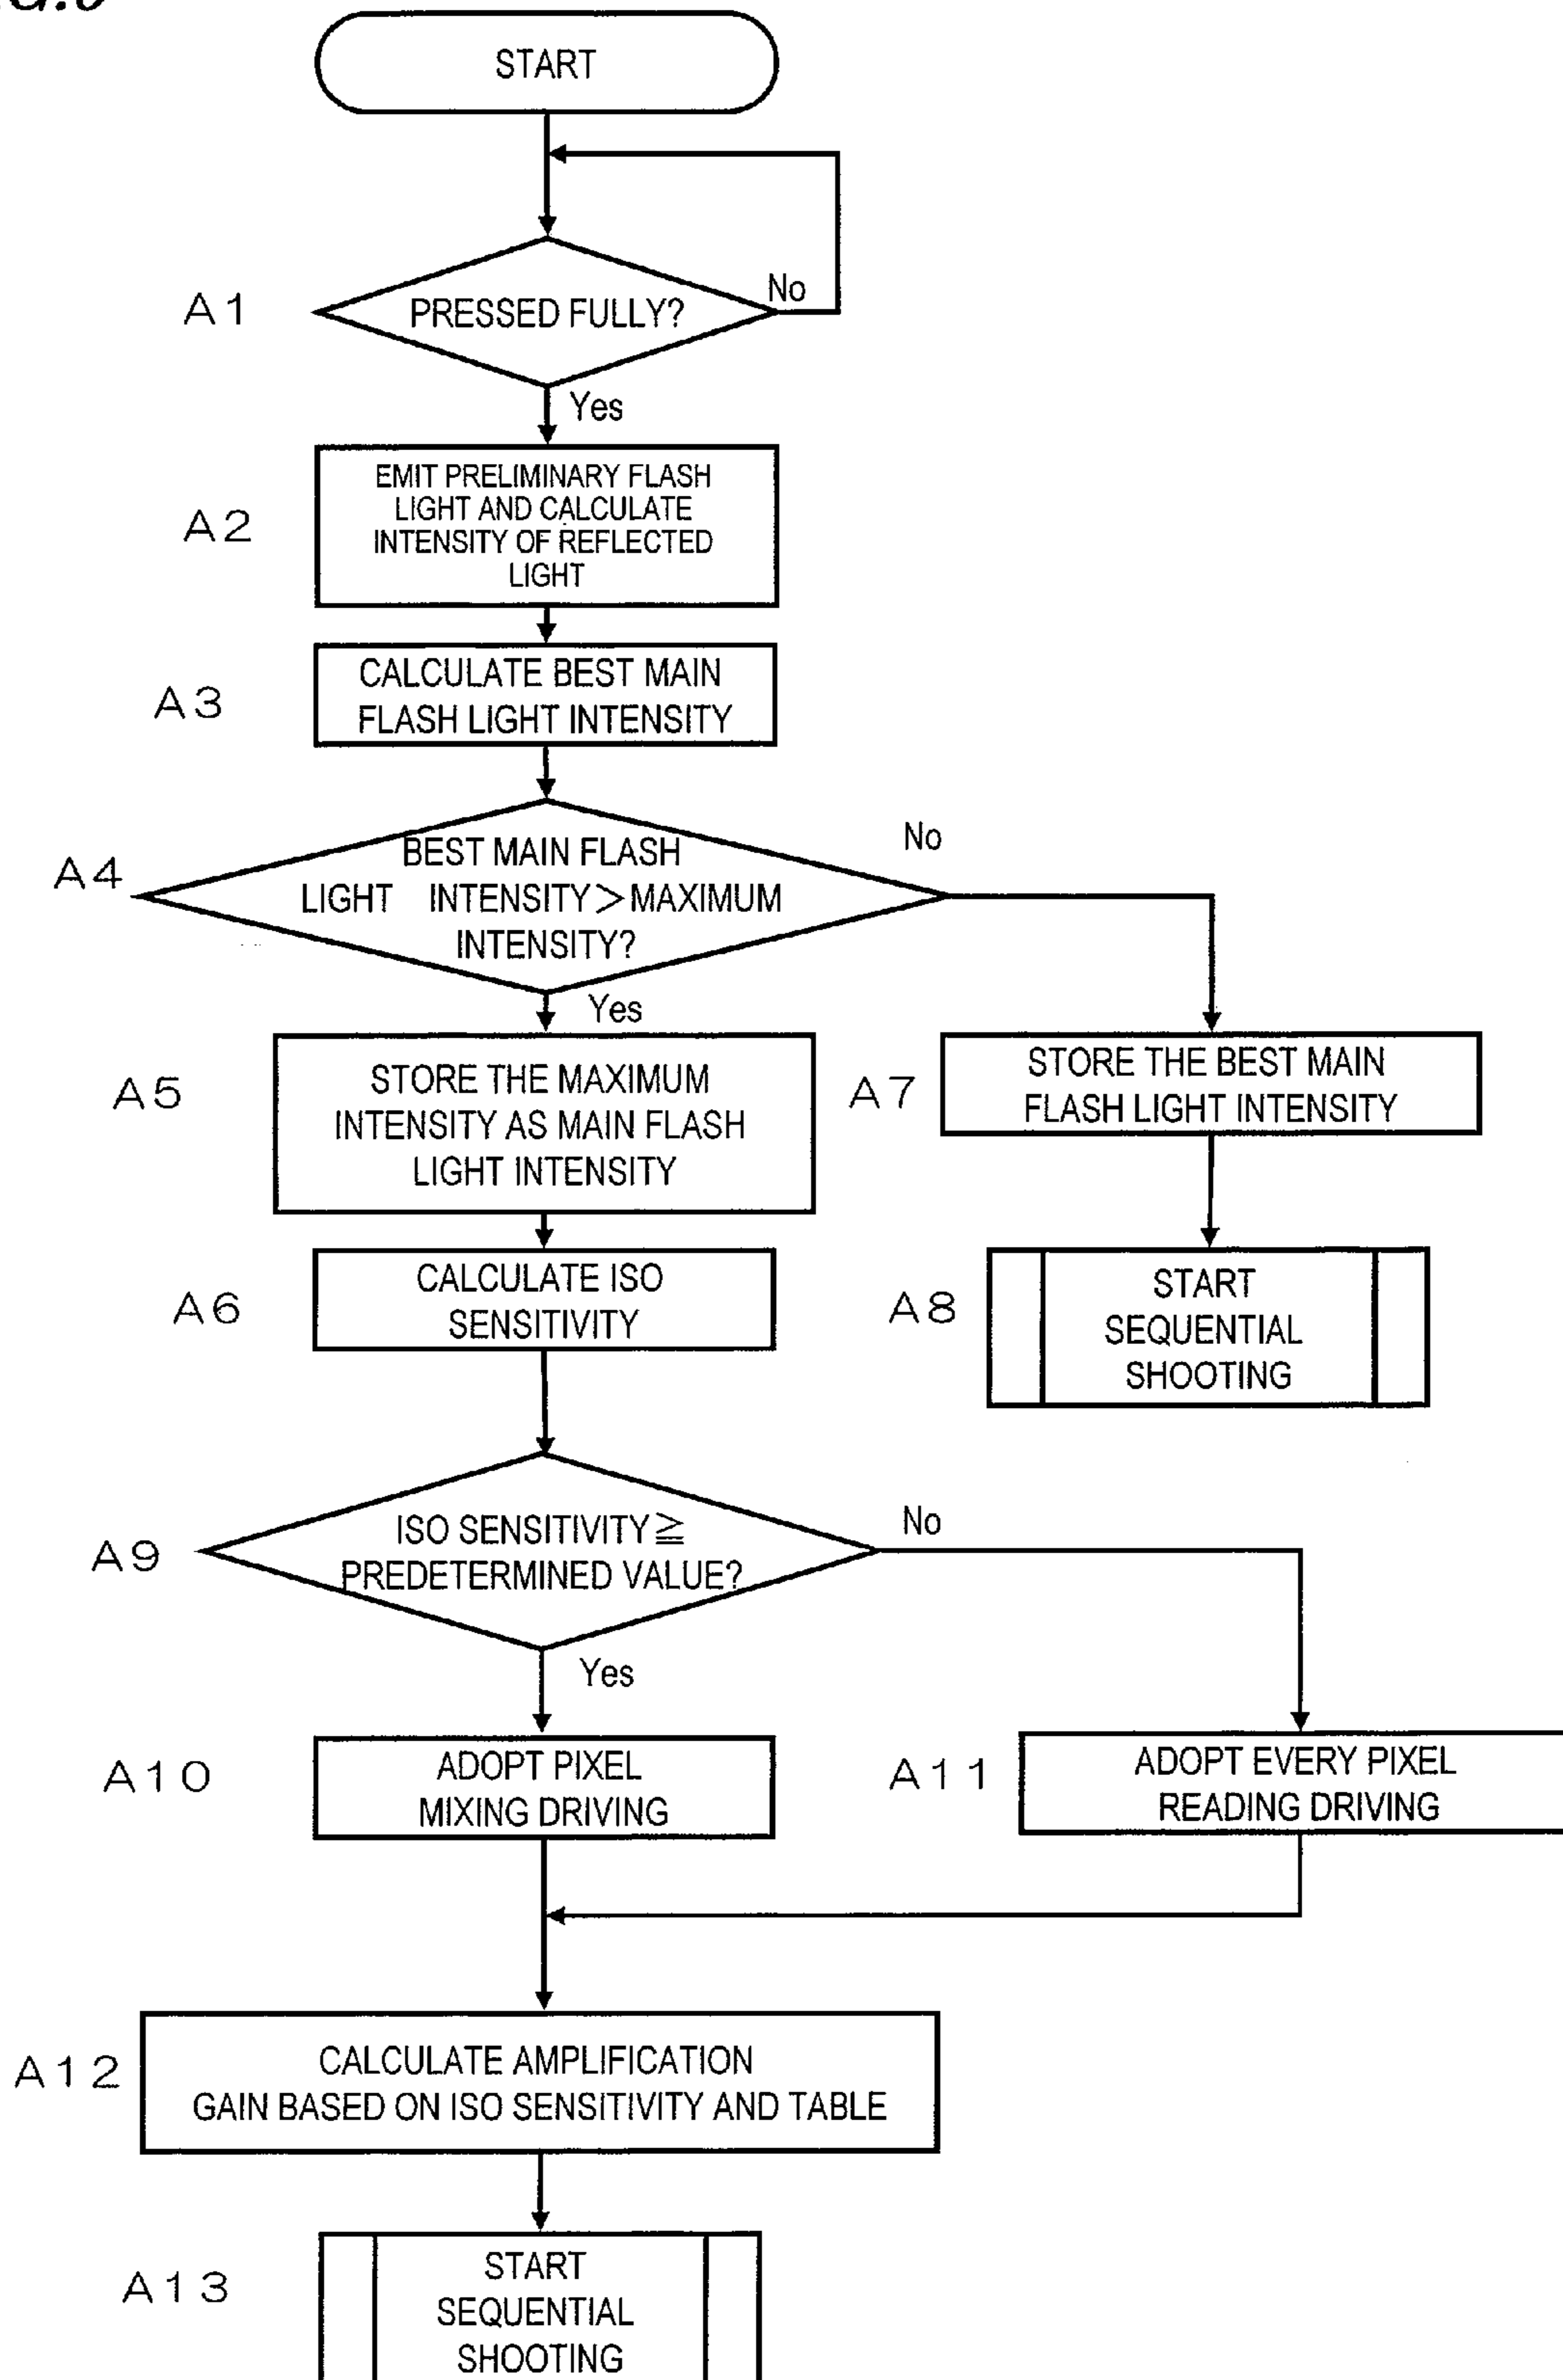 START
A1
PRESSED FULLY?
No
Yes
A2
EMIT PRELIMINARY FLASH
LIGHT AND CALCULATE
INTENSITY OF REFLECTED
LIGHT
A3
CALCULATE BEST MAIN
FLASH LIGHT INTENSITY
A4
BEST MAIN FLASH
LIGHT INTENSITY>MAXIMUM
INTENSITY?
No
Yes
A5
STORE THE MAXIMUM
INTENSITY AS MAIN FLASH
LIGHT INTENSITY
A7
STORE THE BEST MAIN
FLASH LIGHT INTENSITY
A6
CALCULATE ISO
SENSITIVITY
A8
START
SEQUENTIAL
SHOOTING
A9
ISO SENSITIVITY≧
PREDETERMINED VALUE?
No
Yes
A10
ADOPT PIXEL
MIXING DRIVING
A11
ADOPT EVERY PIXEL
READING DRIVING
A12
CALCULATE AMPLIFICATION
GAIN BASED ON ISO SENSITIVITY AND TABLE
A13
START
SEQUENTIAL
SHOOTING